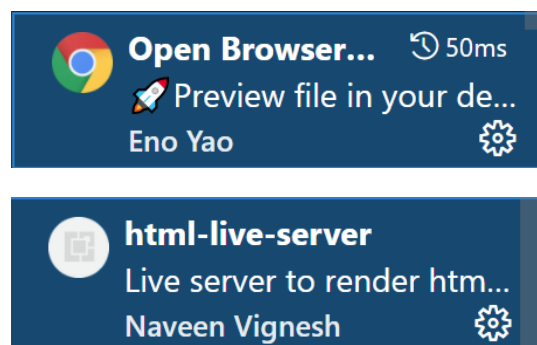 Open Browser... 50ms
🚀Preview file in your de...
Eno Yao
html-live-server
Live server to render htm...
Naveen Vignesh